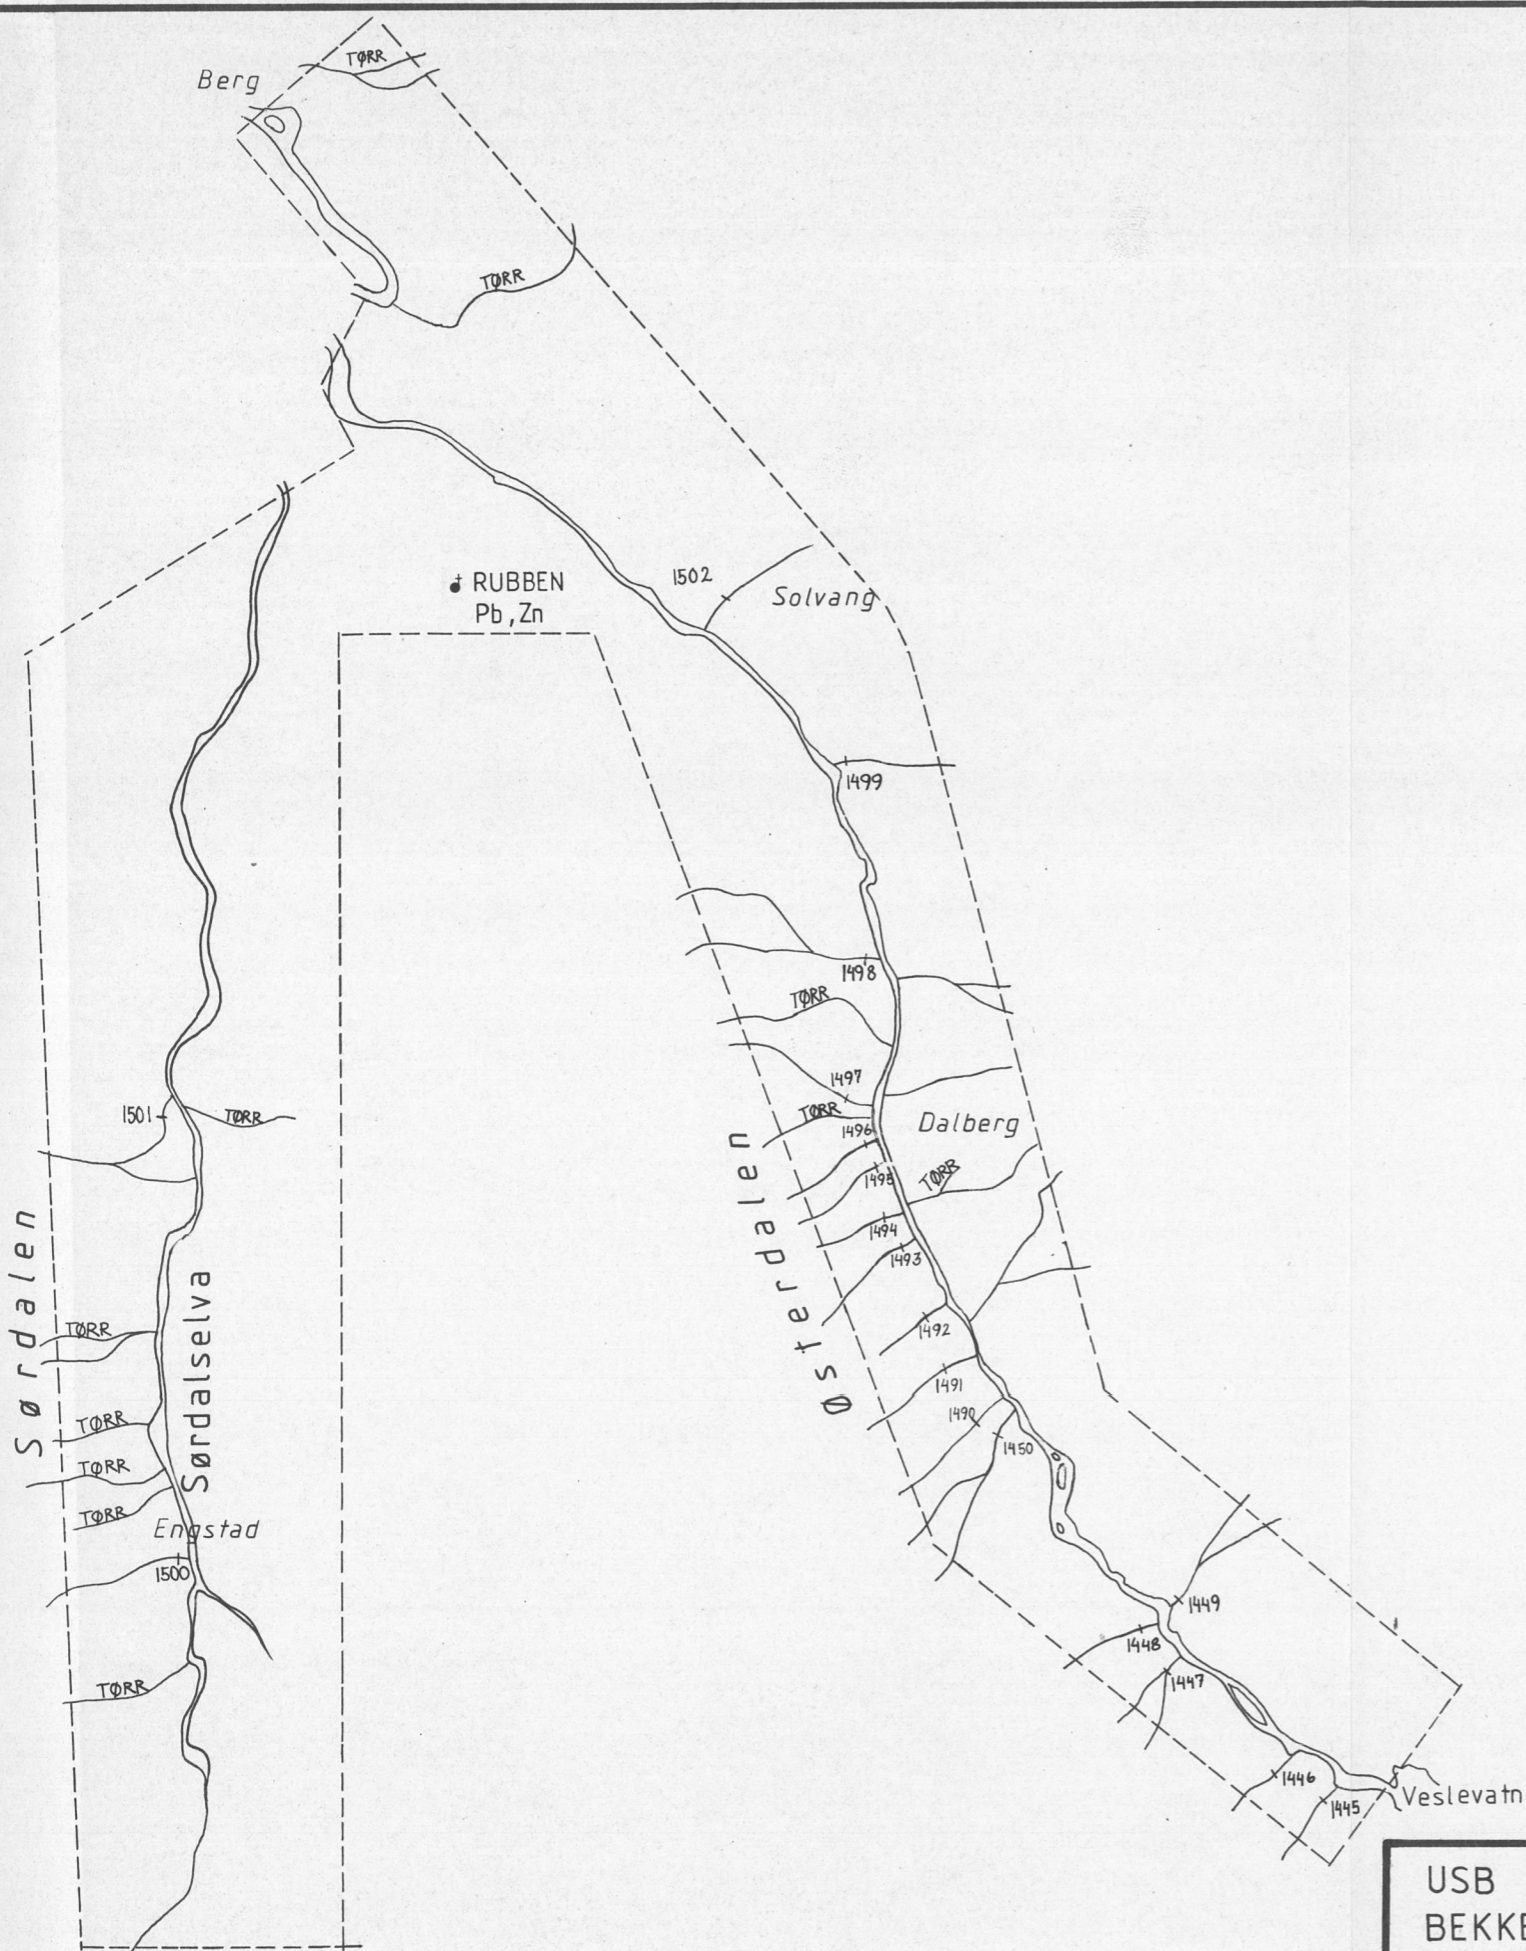 TØRR
Berg
TØRR
RUBBEN
Pb, Zn
1502
Solvang
1499
1498
TØRR
1497
TØRR
1496
Dalberg
1501
TØRR
1495
TØRR
1494
1493
Østerdalen
Sørdalen
Sørdalselva
1492
TØRR
1491
1490
1450
TØRR
TØRR
TØRR
Engstad
1500
1449
1448
1447
TØRR
1446
1445
Veslevatn
USB